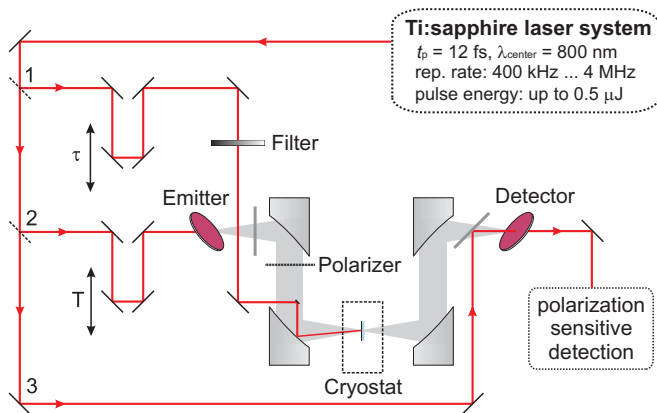 Ti:sapphire laser system
tp = 12 fs, λcenter = 800 nm
rep. rate: 400 kHz ... 4 MHz
pulse energy: up to 0.5 μJ
1
τ
Filter
Emitter
Detector
2
Polarizer
T
polarization
sensitive
detection
Cryostat
3